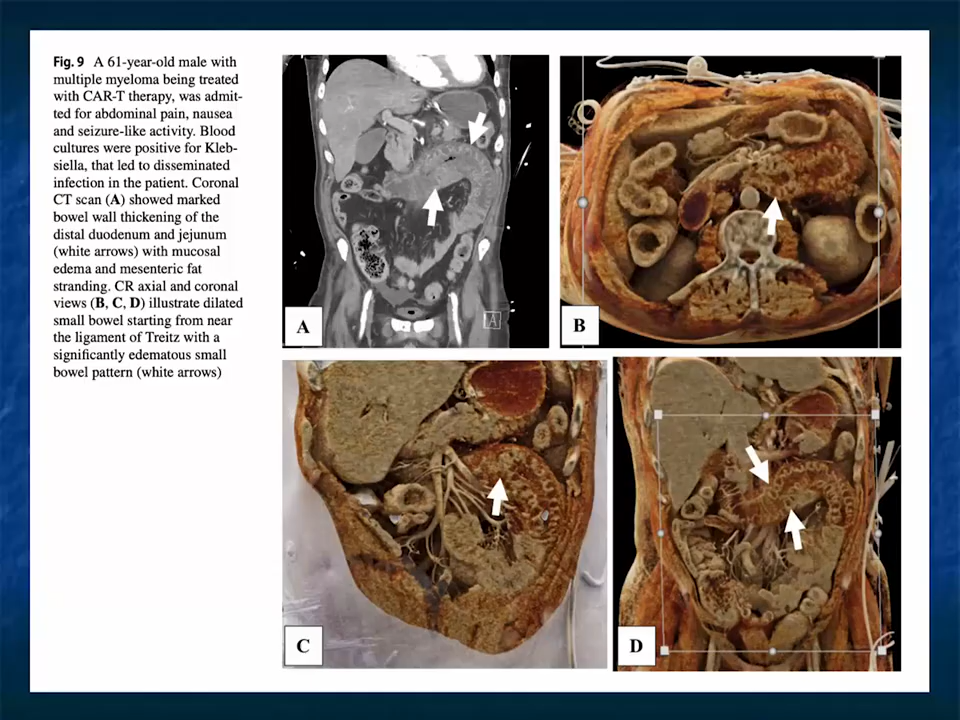 Fig. 9 A 61-year-old male with
multiple myeloma being treated
with CAR-T therapy, was admit-
ted for abdominal pain, nausea
and seizure-like activity. Blood
cultures were positive for Kleb-
siella, that led to disseminated
infection in the patient. Coronal
CT scan (A) showed marked
bowel wall thickening of the
distal duodenum and jejunum
(white arrows) with mucosal
edema and mesenteric fat
stranding. CR axial and coronal
views (B, C, D) illustrate dilated
small bowel starting from near
the ligament of Treitz with a
significantly edematous small
bowel pattern (white arrows)
A
A
B
C
D